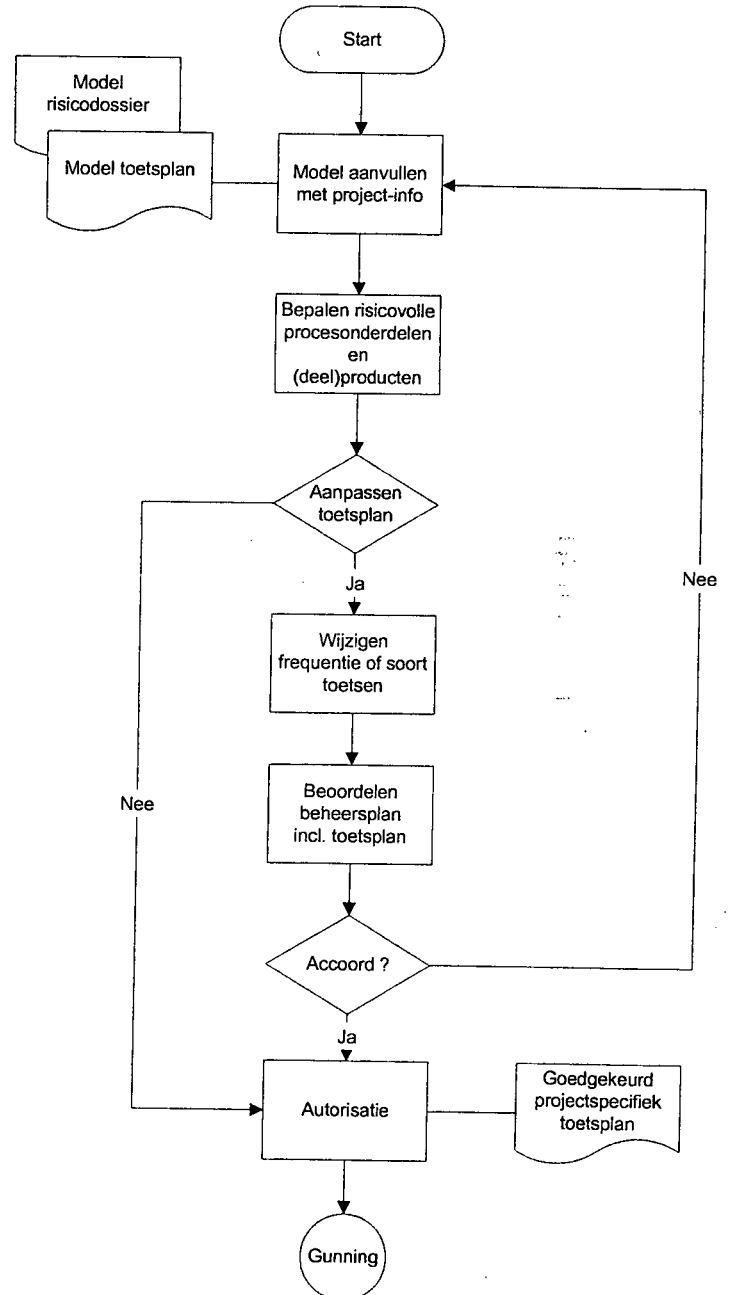 Start
Model
risicodossier
Model toetsplan
Model aanvullen
met project-info
Bepalen risicovolle
procesonderdelen
en
(deel)producten
Aanpassen
toetsplan
Ja
Nee
Wijzigen
frequentie of soort
toetsen
Nee
Beoordelen
beheersplan
incl. toetsplan
Accoord ?
Ja
Autorisatie
Goedgekeurd
projectspecifiek
toetsplan
Gunning